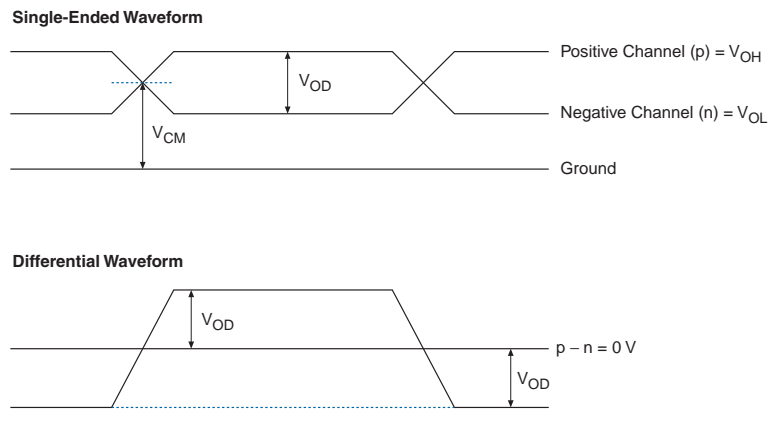 Single-Ended Waveform
Positive Channel (p) = VOH
VOD
Negative Channel (n) = VOL
VCM
Ground
Differential Waveform
VOD
p − n = 0 V
VOD